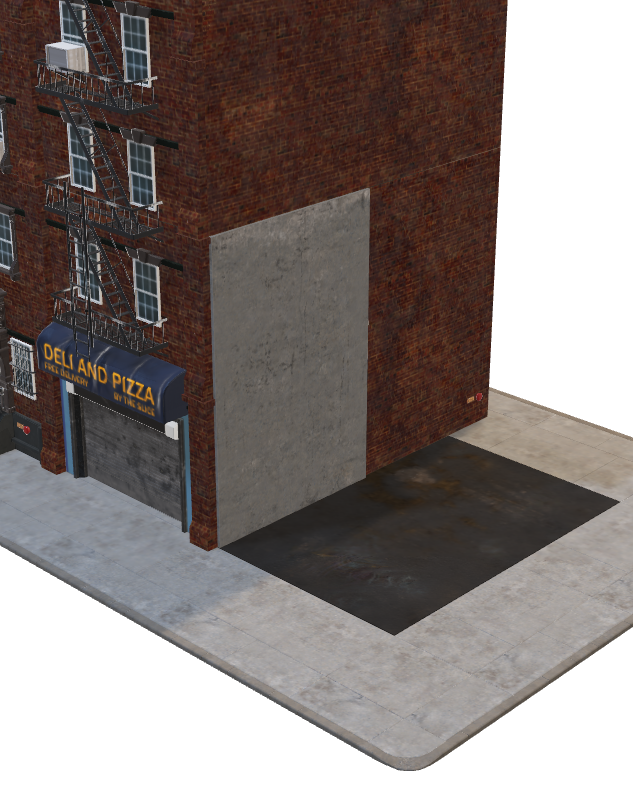 DELI AND PIZZA
FREE DELIVERY
BY THE SLICE